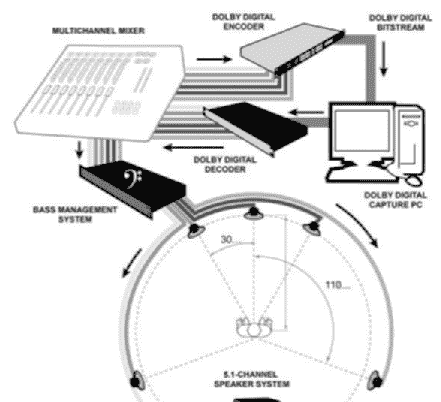 DOLBY DIGITAL
ENCODER
DOLBY DIGITAL
BITSTREAM
MULTICHANNEL MIXER
DOLBY DIGITAL
DECODER
DOLBY DIGITAL
CAPTURE PC
BASS MANAGEMENT
SYSTEM
30...
110...
5.1-CHANNEL
SPEAKER SYSTEM